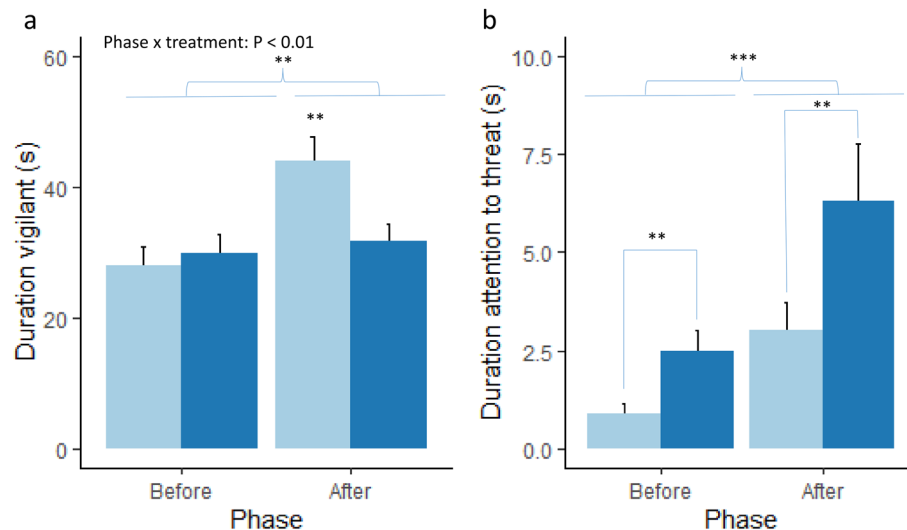 a
Phase x treatment: P < 0.01
**
**
60
40
20
0
Duration vigilant (s)
Before
After
Phase
b
***
**
**
10.0
7.5
5.0
2.5
0.0
Duration attention to threat (s)
Before
After
Phase